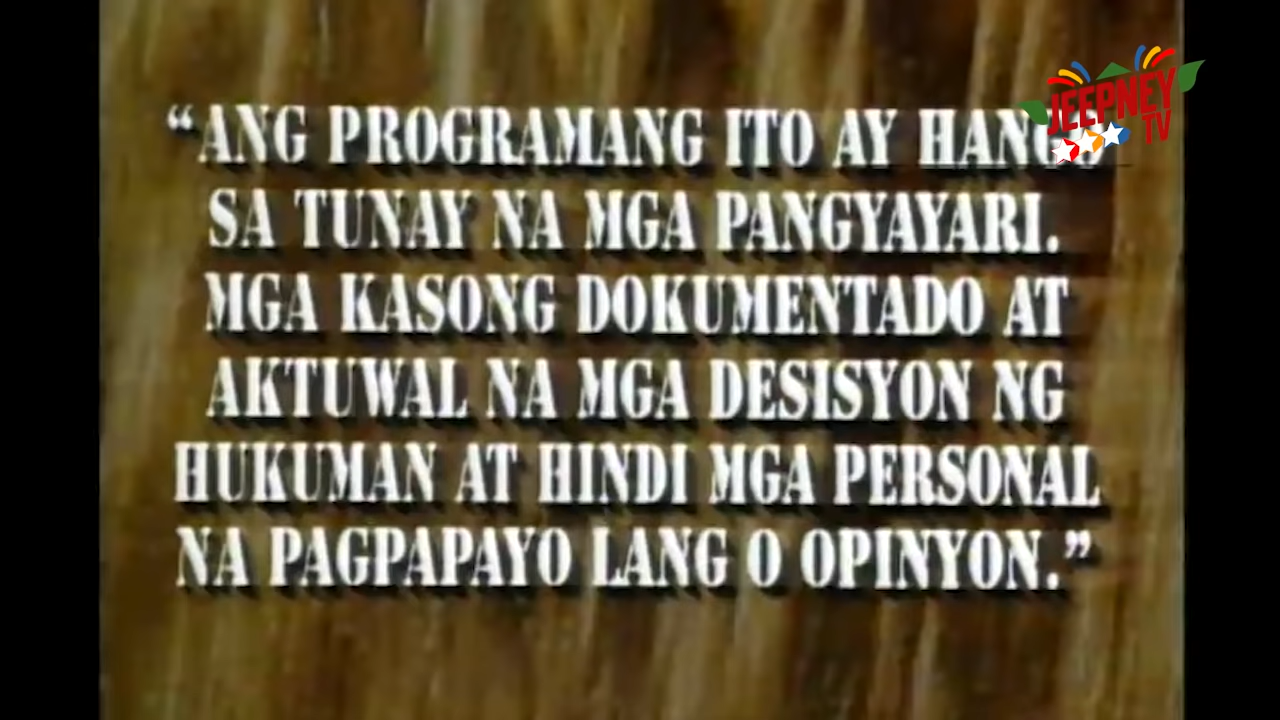 “ANG PROGRAMANG ITO AY HANGO
SA TUNAY NA MGA PANGYAYARI.
MGA KASONG DOKUMENTADO AT
AKTUWAL NA MGA DESISYON NG
HUKUMAN AT HINDI MGA PERSONAL
NA PAGPAPAYO LANG O OPINYON.”
JEEPNEY
TV